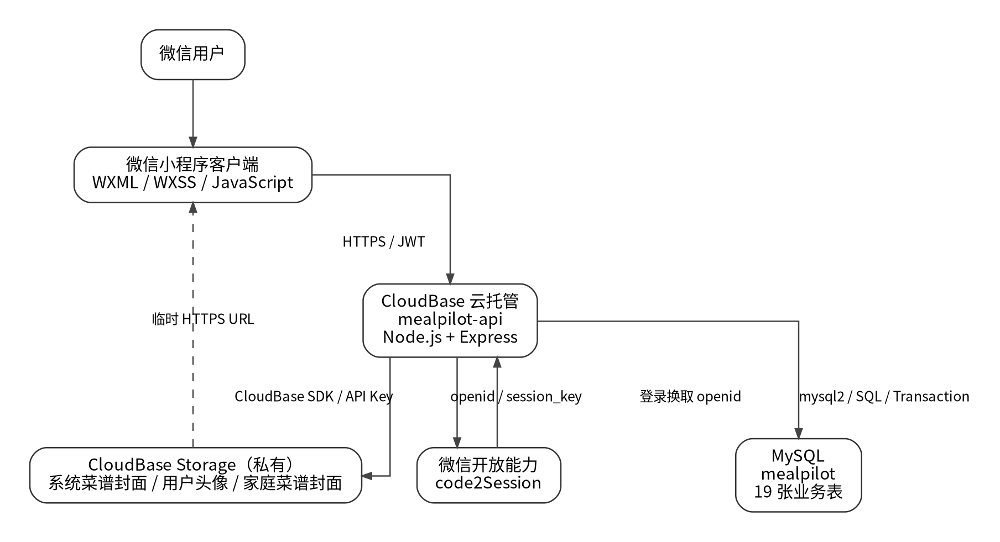 微信用户
微信小程序客户端
WXML / WXSS / JavaScript
HTTPS / JWT
CloudBase 云托管
mealpilot-api
Node.js + Express
临时 HTTPS URL
CloudBase SDK / API Key
openid / session_key
登录换取 openid
mysql2 / SQL / Transaction
CloudBase Storage（私有）
系统菜谱封面 / 用户头像 / 家庭菜谱封面
微信开放能力
code2Session
MySQL
mealpilot
19 张业务表